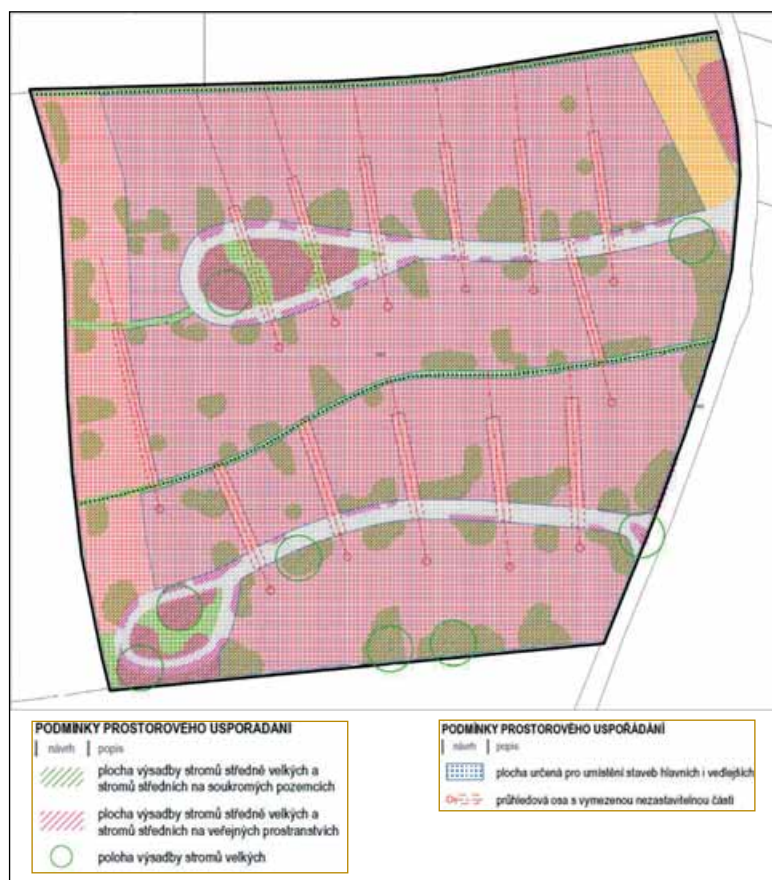 PODMÍNKY PROSTOROVÉHO USPOŘÁDÁNÍ
návrh popis
plocha výsadby stromů středně velkých a
stromů středních na soukromých pozemcích
plocha výsadby stromů středně velkých a
stromů středních na veřejných prostranstvích
poloha výsadby stromů velkých
PODMÍNKY PROSTOROVÉHO USPOŘÁDÁNÍ
návrh popis
plocha určená pro umístění staveb hlavních i vedlejších
průhledová osa s vymezenou nezastavitelnou částí